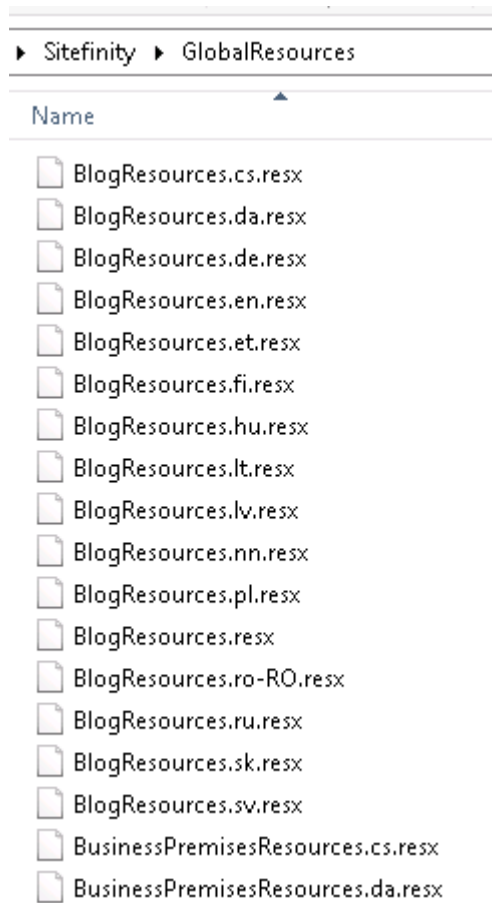 Sitefinity GlobalResources
Name
BlogResources.cs.resx
BlogResources.da.resx
BlogResources.de.resx
BlogResources.en.resx
BlogResources.et.resx
BlogResources.fi.resx
BlogResources.hu.resx
BlogResources.lt.resx
BlogResources.lv.resx
BlogResources.nn.resx
BlogResources.pl.resx
BlogResources.resx
BlogResources.ro-RO.resx
BlogResources.ru.resx
BlogResources.sk.resx
BlogResources.sv.resx
BusinessPremisesResources.cs.resx
BusinessPremisesResources.da.resx